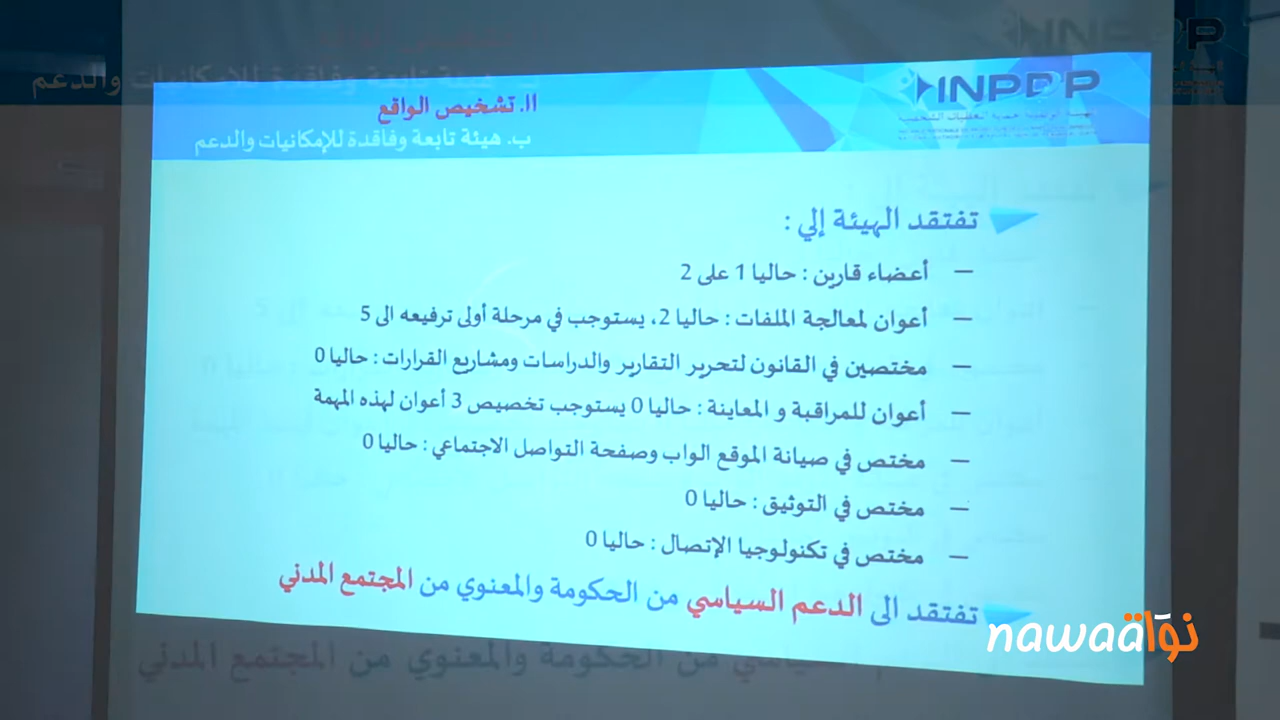 INPDP
II. تشخيص الواقع
ب. هيئة تابعة وفاقدة للإمكانيات والدعم
تفتقد الهيئة إلي :
– أعضاء قارين : حاليا 1 على 2
– أعوان لمعالجة الملفات : حاليا 2، يستوجب في مرحلة أولى ترفيعه الى 5
– مختصين في القانون لتحرير التقارير والدراسات ومشاريع القرارات : حاليا 0
– أعوان للمراقبة و المعاينة : حاليا 0 يستوجب تخصيص 3 أعوان لهذه المهمة
– مختص في صيانة الموقع الواب وصفحة التواصل الاجتماعي : حاليا 0
– مختص في التوثيق : حاليا 0
– مختص في تكنولوجيا الإتصال : حاليا 0
تفتقد الى الدعم السياسي من الحكومة والمعنوي من المجتمع المدني
nawaat نواة